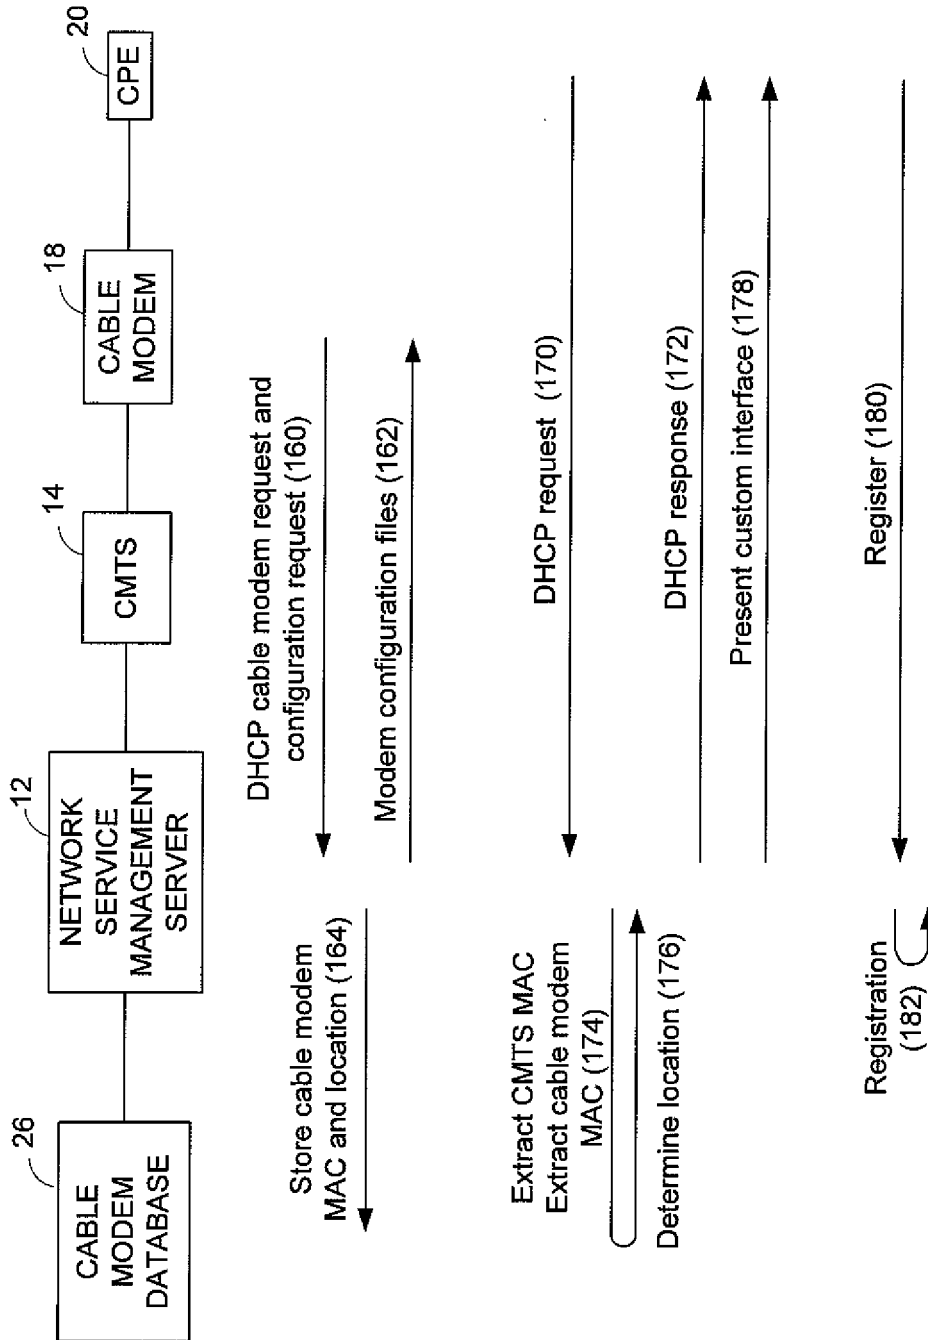 26
CABLE
MODEM
DATABASE
12
NETWORK
SERVICE
MANAGEMENT
SERVER
14
CMTS
18
CABLE
MODEM
20
CPE
DHCP cable modem request and
configuration request (160)
Modem configuration files (162)
Store cable modem
MAC and location (164)
DHCP request (170)
Extract CMTS MAC
Extract cable modem
MAC (174)
Determine location (176)
DHCP response (172)
Present custom interface (178)
Register (180)
Registration
(182)